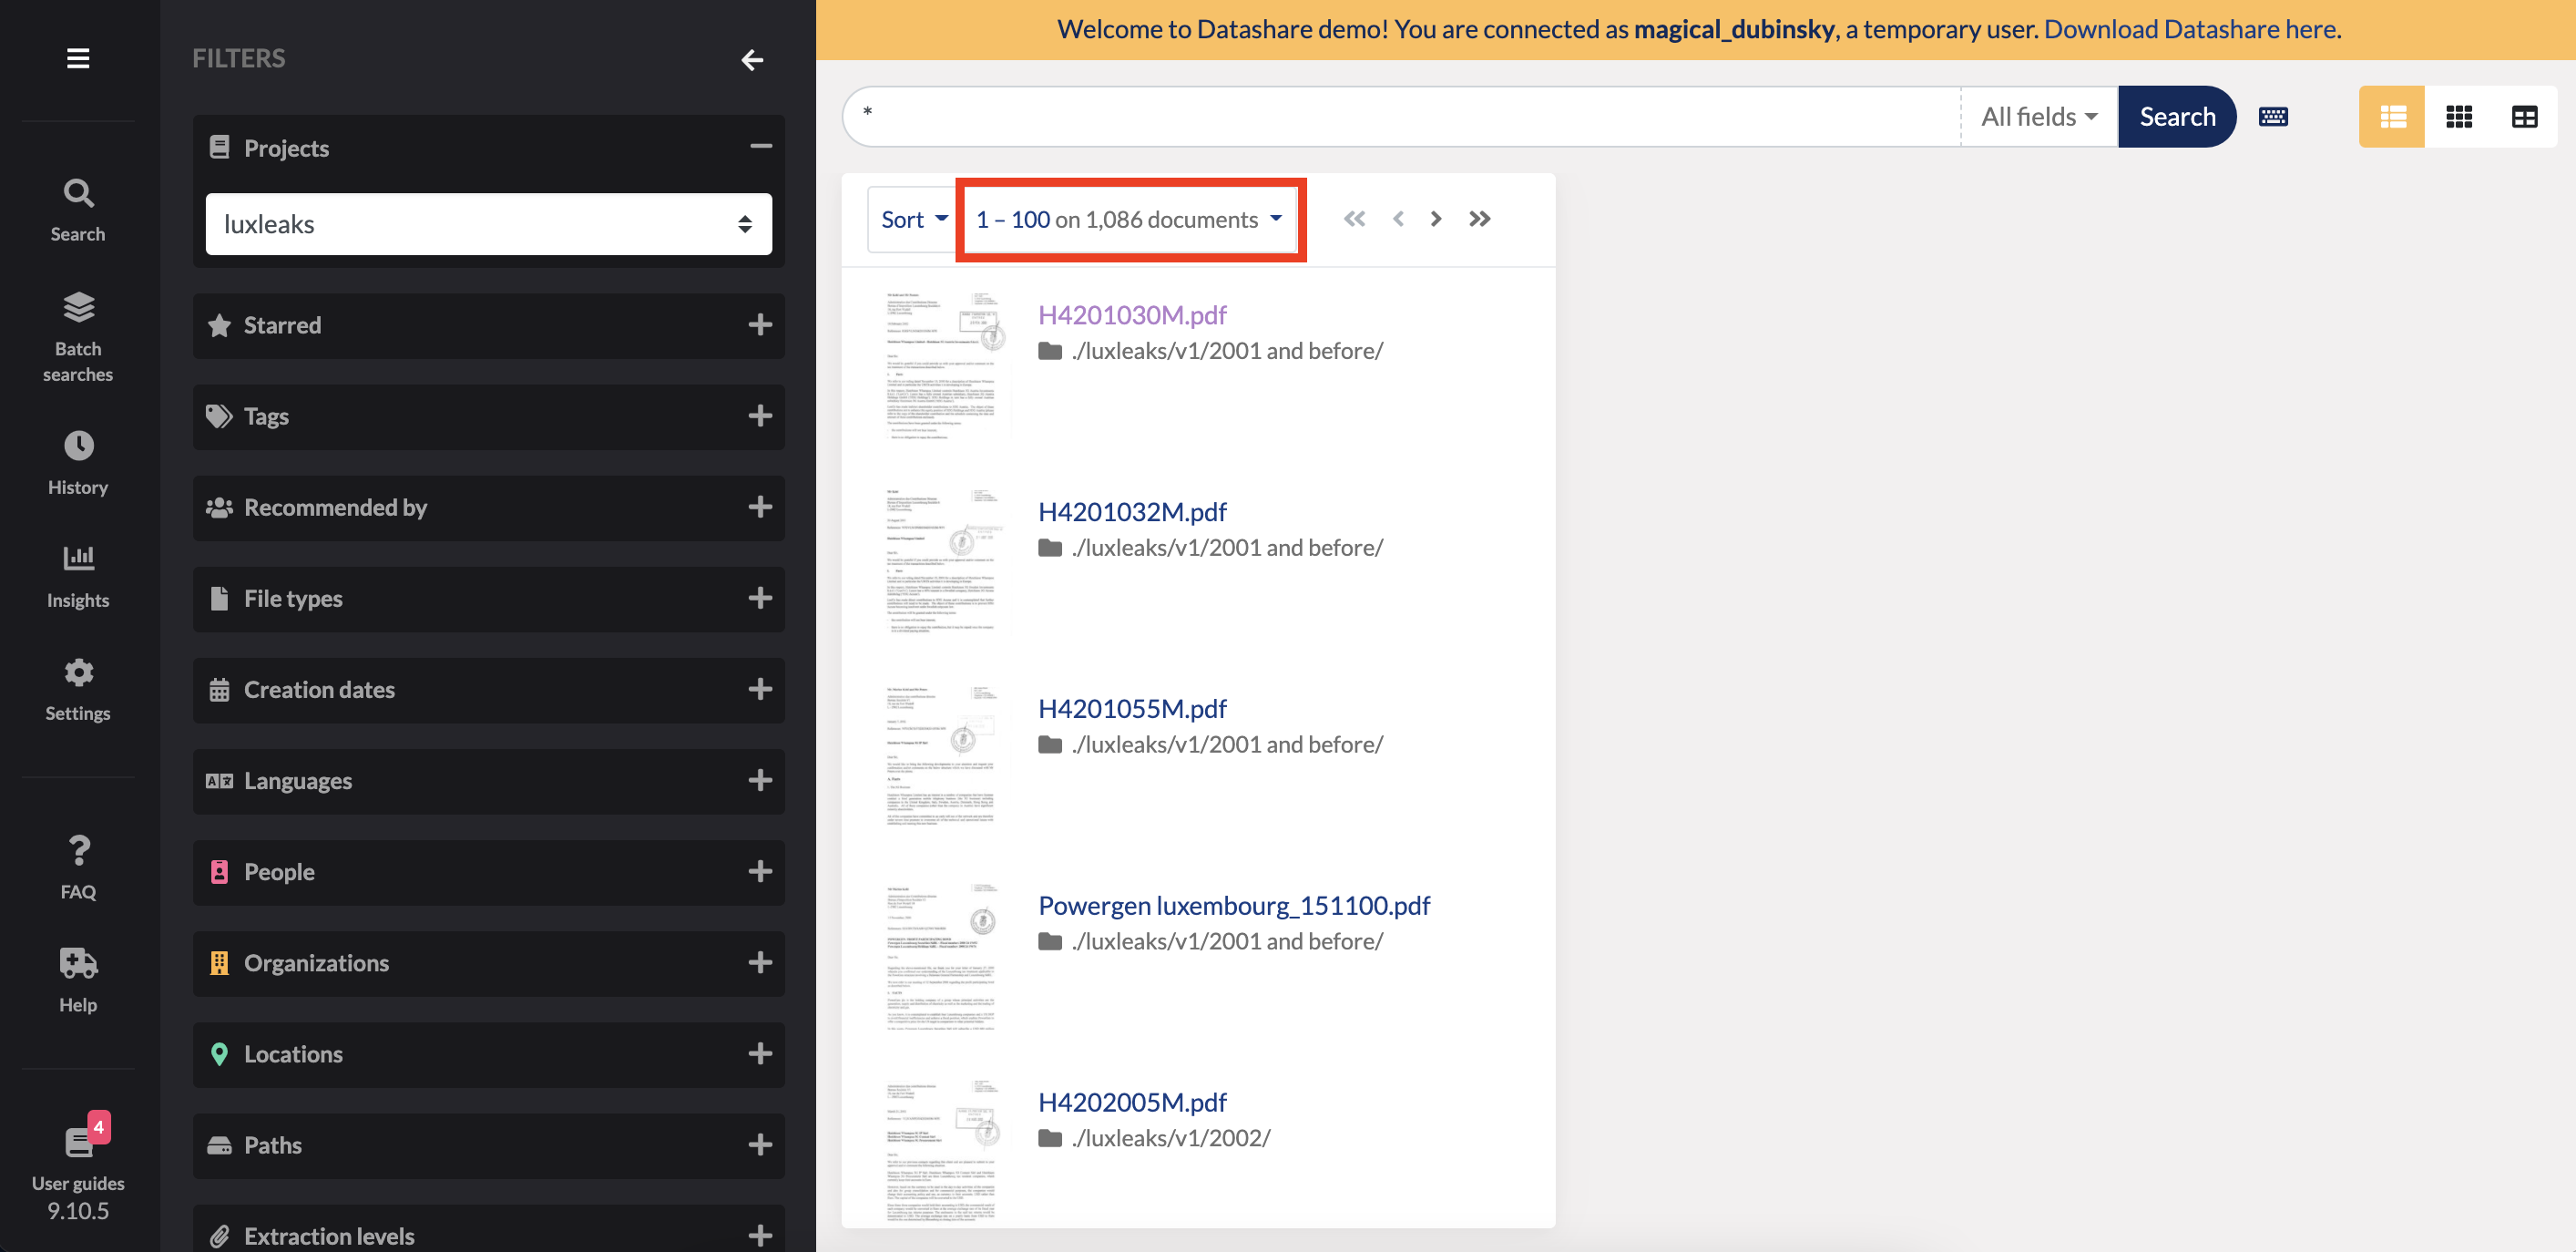 Welcome to Datashare demo! You are connected as magical_dubinsky, a temporary user. Download Datashare here.
FILTERS
Search
Batch
searches
History
Insights
Settings
FAQ
Help
4
User guides
9.10.5
Projects
luxleaks
Starred
Tags
Recommended by
File types
Creation dates
Languages
People
Organizations
Locations
Paths
Extraction levels
*
All fields
Search
Sort
1 – 100 on 1,086 documents
H4201030M.pdf
./luxleaks/v1/2001 and before/
H4201032M.pdf
./luxleaks/v1/2001 and before/
H4201055M.pdf
./luxleaks/v1/2001 and before/
Powergen luxembourg_151100.pdf
./luxleaks/v1/2001 and before/
H4202005M.pdf
./luxleaks/v1/2002/